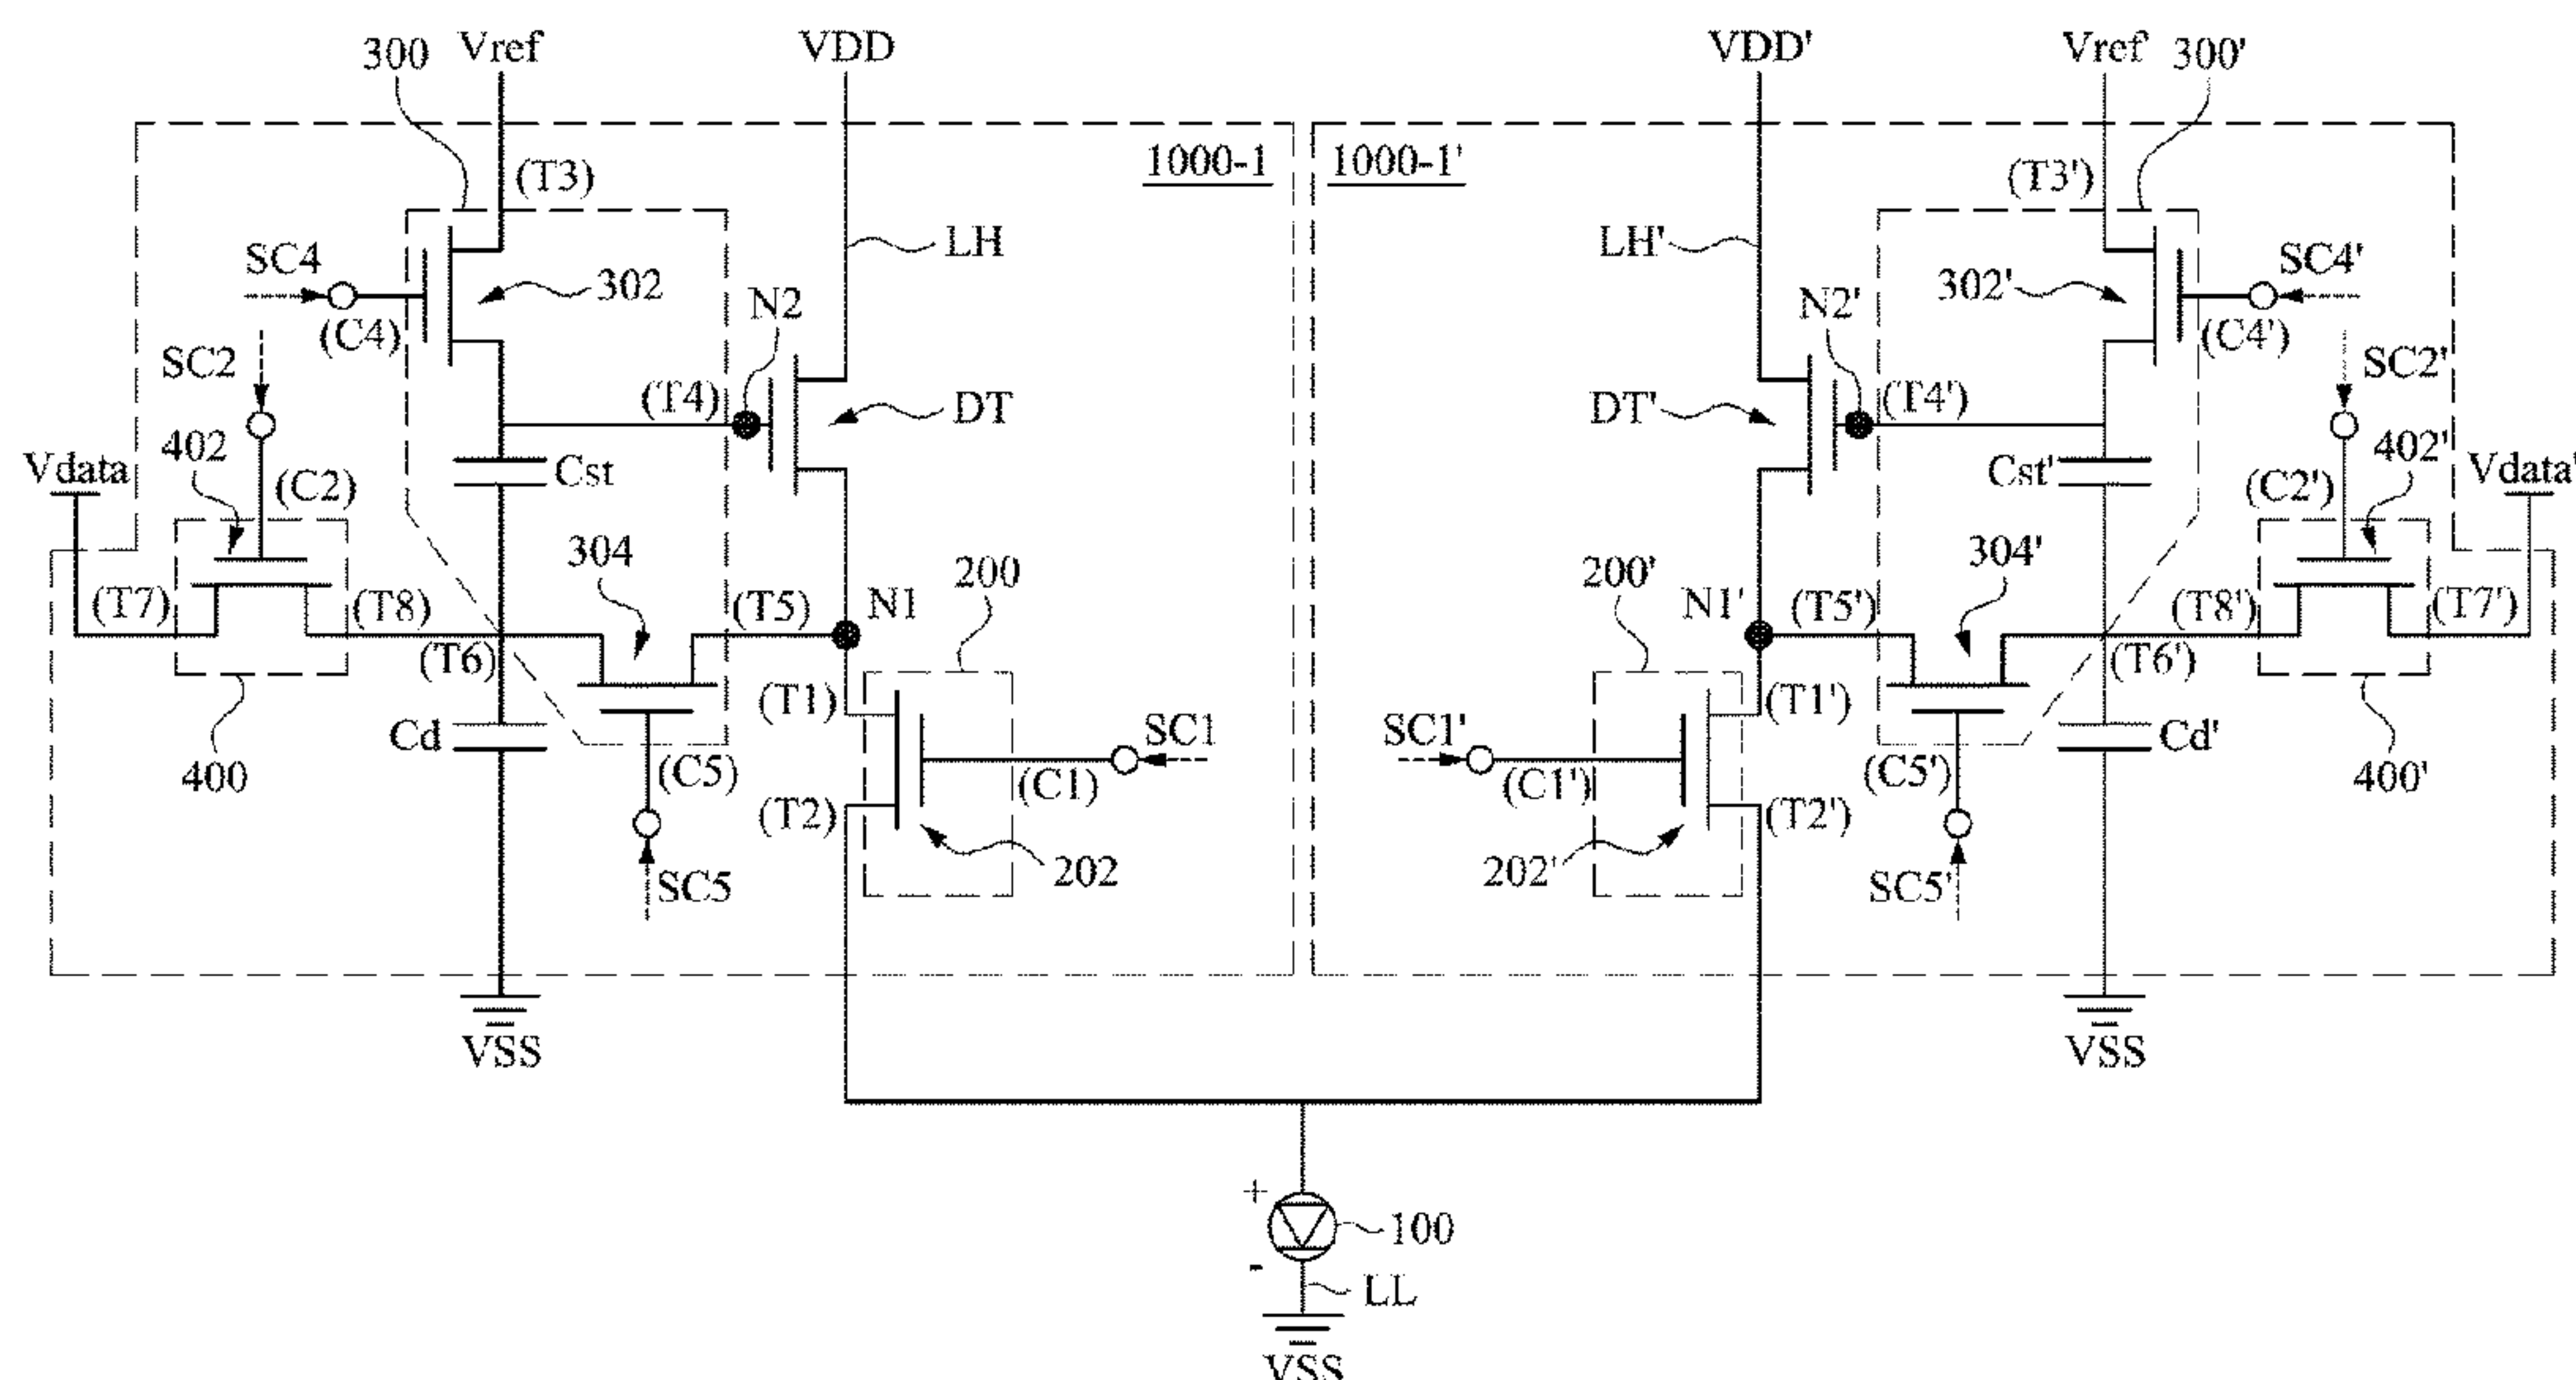 300 Vref VDD VDD' Vref' 300'
1000-1 1000-1'
(T3) (T3')
SC4 302 LH LH' 302' SC4'
(C4) N2 N2' (C4')
SC2 SC2'
(T4) DT DT' (T4')
402 402'
Vdata (C2) Cst Cst' (C2') Vdata'
304 200 200' 304'
(T7) (T8) (T5) N1 N1' (T5') (T8') (T7')
(T6) (T6')
(T1) (T1')
Cd SC1 SC1' Cd'
400 (C5) (C1) (C1') (C5') 400'
(T2) (T2')
SC5 202 202' SC5'
VSS VSS
+
100
-
LL
VSS